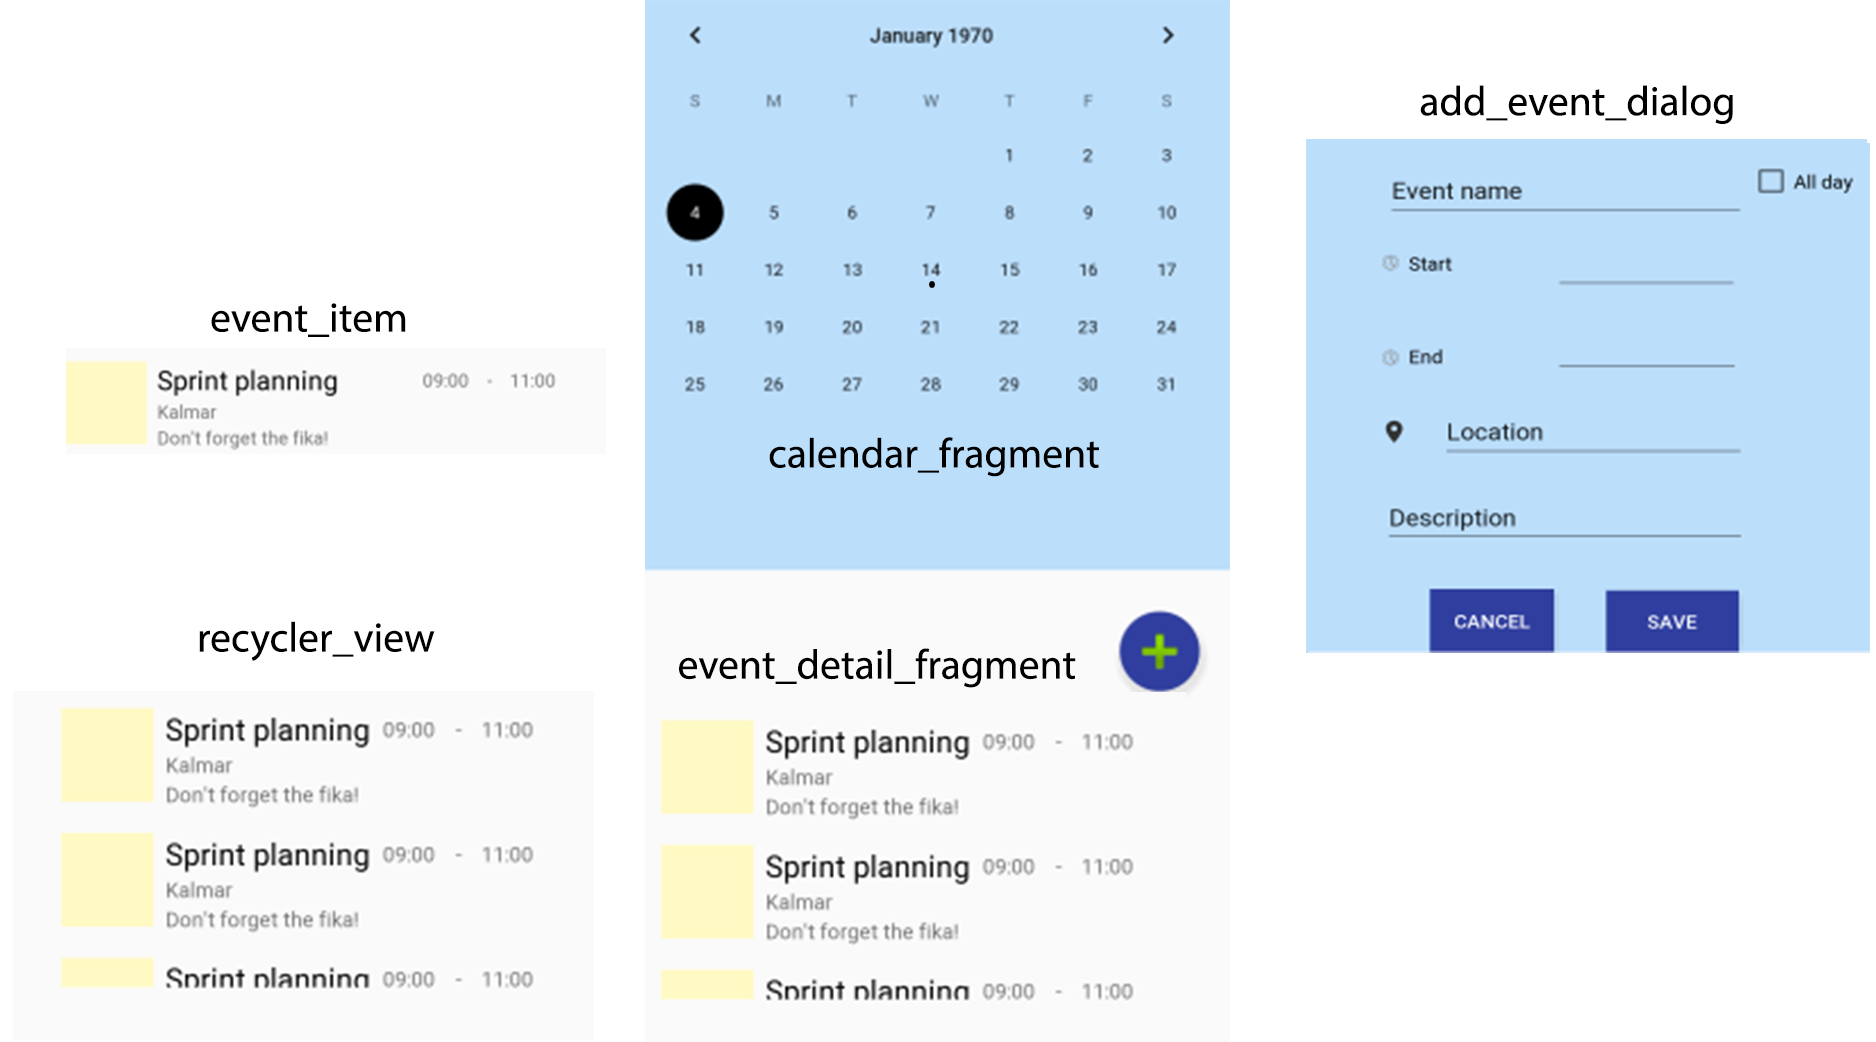 event_item
Sprint planning 09:00 - 11:00
Kalmar
Don't forget the fika!
recycler_view
Sprint planning 09:00 - 11:00
Kalmar
Don't forget the fika!
Sprint planning 09:00 - 11:00
Kalmar
Don't forget the fika!
Sprint planning 09:00 - 11:00
January 1970
S M T W T F S
1 2 3
4 5 6 7 8 9 10
11 12 13 14 15 16 17
18 19 20 21 22 23 24
25 26 27 28 29 30 31
calendar_fragment
event_detail_fragment
Sprint planning 09:00 - 11:00
Kalmar
Don't forget the fika!
Sprint planning 09:00 - 11:00
Kalmar
Don't forget the fika!
Sprint planning 09:00 - 11:00
add_event_dialog
Event name All day
Start
End
Location
Description
CANCEL SAVE